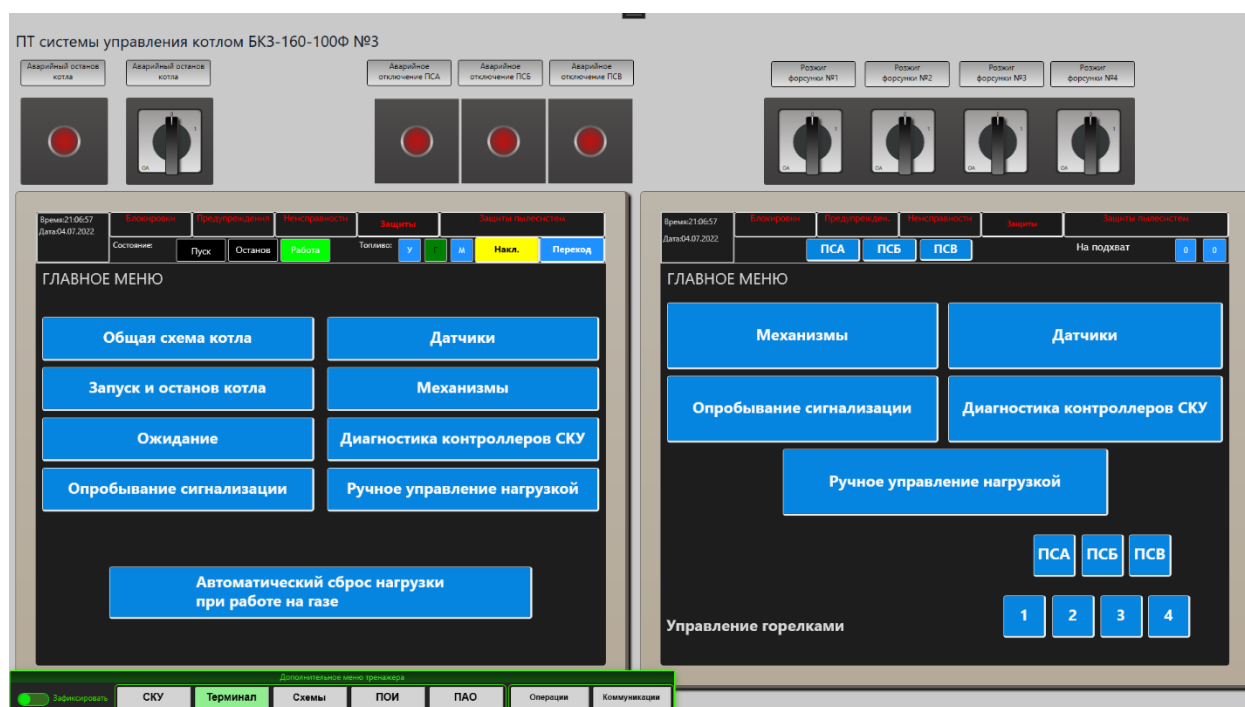 ПТ системы управления котлом БКЗ-160-100Ф №3
Аварийный останов
котла
Аварийный останов
котла
Аварийное
отключение ПСА
Аварийное
отключение ПСБ
Аварийное
отключение ПСВ
Розжиг
форсунки №1
Розжиг
форсунки №2
Розжиг
форсунки №3
Розжиг
форсунки №4
Время:21:06:57
Дата:04.07.2022
Блокировки
Предупреждения
Неисправности
Защиты
Защиты пылесистем
Состояние:
Пуск
Останов
Работа
Топливо:
У
Г
М
Накл.
Переход
ГЛАВНОЕ МЕНЮ
Общая схема котла
Датчики
Запуск и останов котла
Механизмы
Ожидание
Диагностика контроллеров СКУ
Опробывание сигнализации
Ручное управление нагрузкой
Автоматический сброс нагрузки
при работе на газе
Время:21:06:57
Дата:04.07.2022
Блокировки
Предупрежден.
Неисправности
Защиты
Защиты пылесистем
ПСА
ПСБ
ПСВ
На подхват
0
0
ГЛАВНОЕ МЕНЮ
Механизмы
Датчики
Опробывание сигнализации
Диагностика контроллеров СКУ
Ручное управление нагрузкой
ПСА
ПСБ
ПСВ
Управление горелками
1
2
3
4
Дополнительное меню тренажера
Зафиксировать
СКУ
Терминал
Схемы
ПОИ
ПАО
Операции
Коммуникации